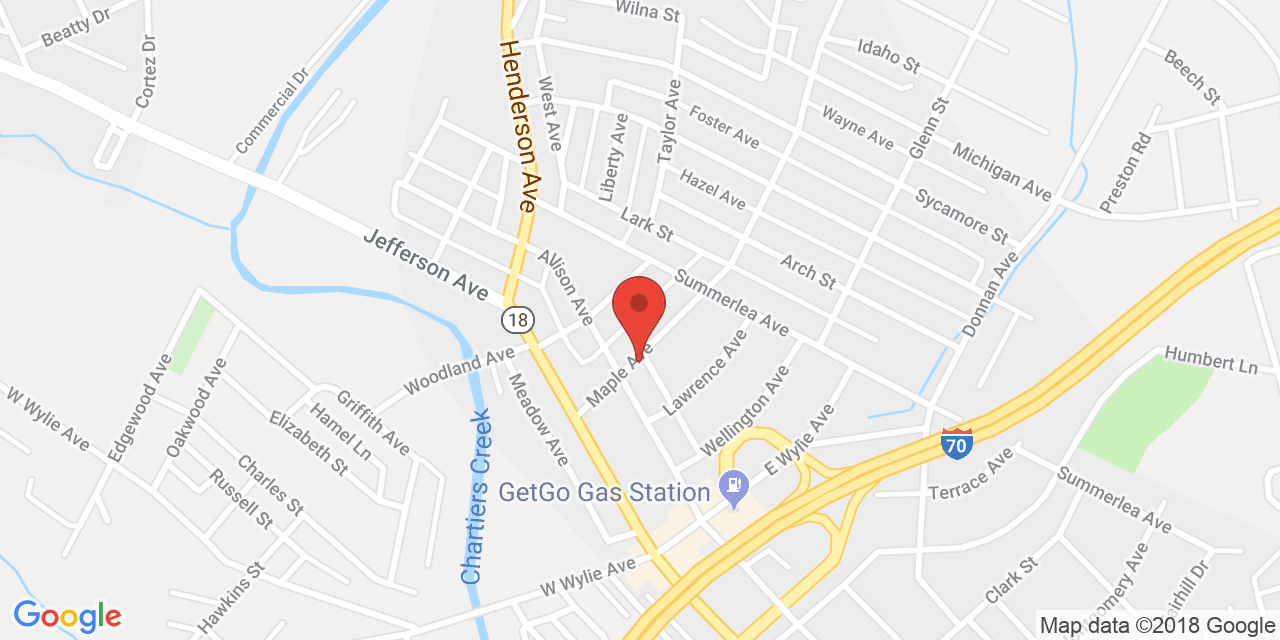 Wilna St
Beatty Dr
Cortez Dr
Commercial Dr
Henderson Ave
West Ave
Liberty Ave
Taylor Ave
Foster Ave
Idaho St
Wayne Ave
Glenn St
Beech St
Michigan Ave
Preston Rd
Hazel Ave
Sycamore St
Lark St
Jefferson Ave
Allison Ave
Arch St
Summerlea Ave
Donnan Ave
18
Woodland Ave
Maple Ave
Lawrence Ave
Humbert Ln
Edgewood Ave
Oakwood Ave
W Wylie Ave
Griffith Ave
Hamel Ln
Elizabeth St
Meadow Ave
Wellington Ave
E Wylie Ave
70
Charles St
Russell St
Chartiers Creek
GetGo Gas Station
Terrace Ave
Summerlea Ave
W Wylie Ave
Hawkins St
Clark St
Google
Map data ©2018 Google